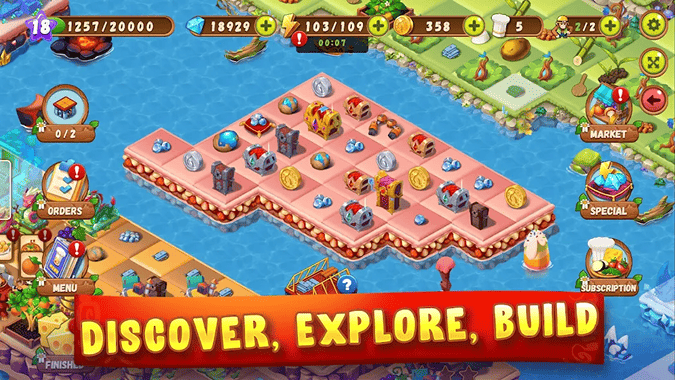 18 1257/20000 18929 103/109 358 5 2/2
00:07
0/2
MARKET
ORDERS
SPECIAL
MENU
SUBSCRIPTION
?
DISCOVER, EXPLORE, BUILD
FINISHED